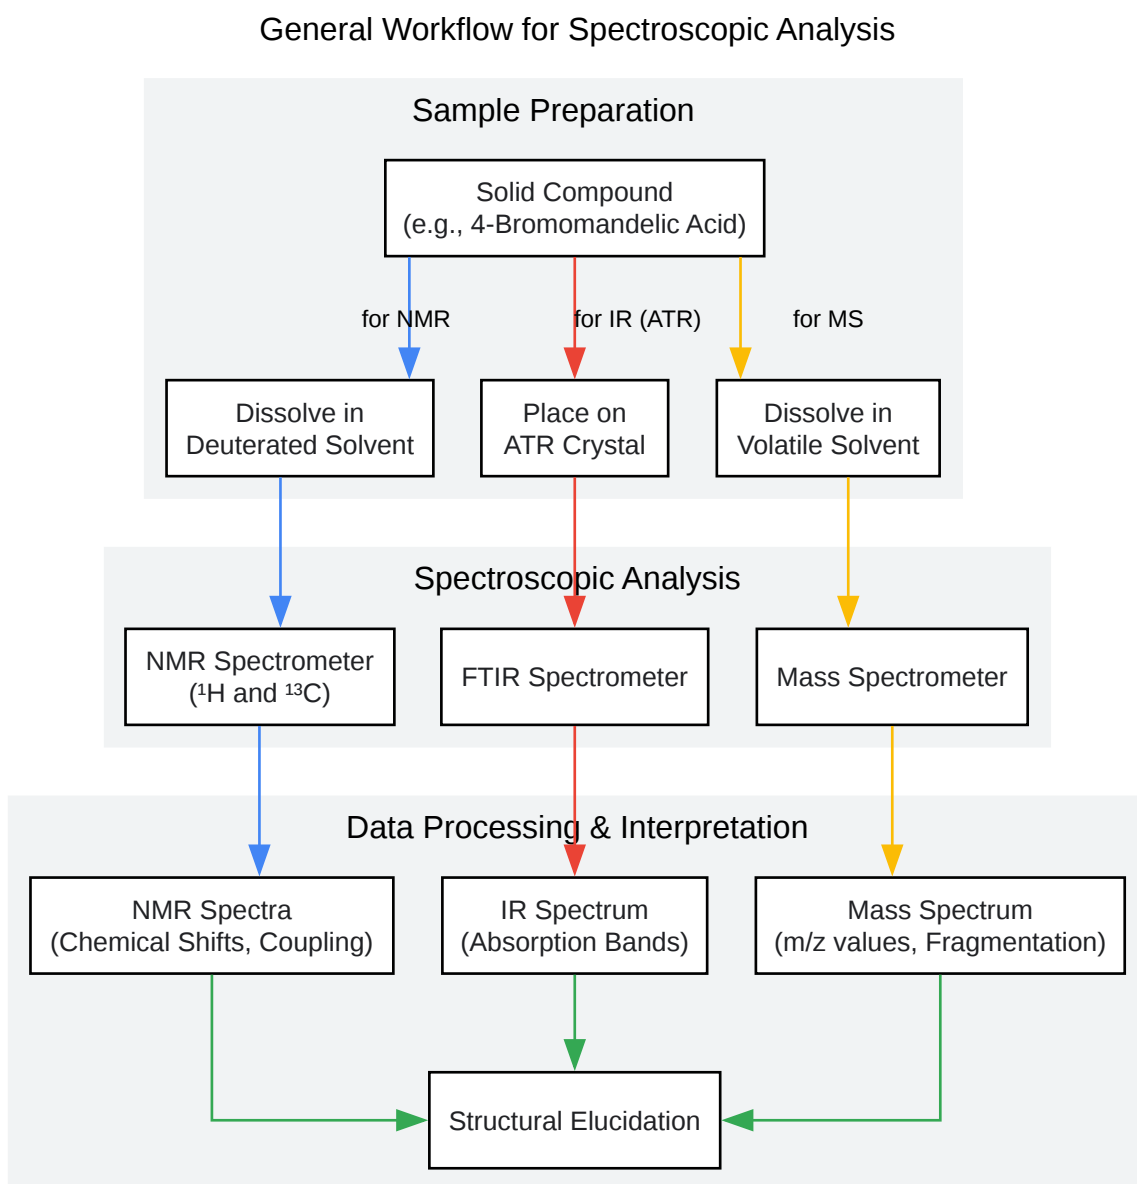 General Workflow for Spectroscopic Analysis
Sample Preparation
Solid Compound
(e.g., 4-Bromomandelic Acid)
for NMR
for IR (ATR)
for MS
Dissolve in
Deuterated Solvent
Place on
ATR Crystal
Dissolve in
Volatile Solvent
Spectroscopic Analysis
NMR Spectrometer
(¹H and ¹³C)
FTIR Spectrometer
Mass Spectrometer
Data Processing & Interpretation
NMR Spectra
(Chemical Shifts, Coupling)
IR Spectrum
(Absorption Bands)
Mass Spectrum
(m/z values, Fragmentation)
Structural Elucidation